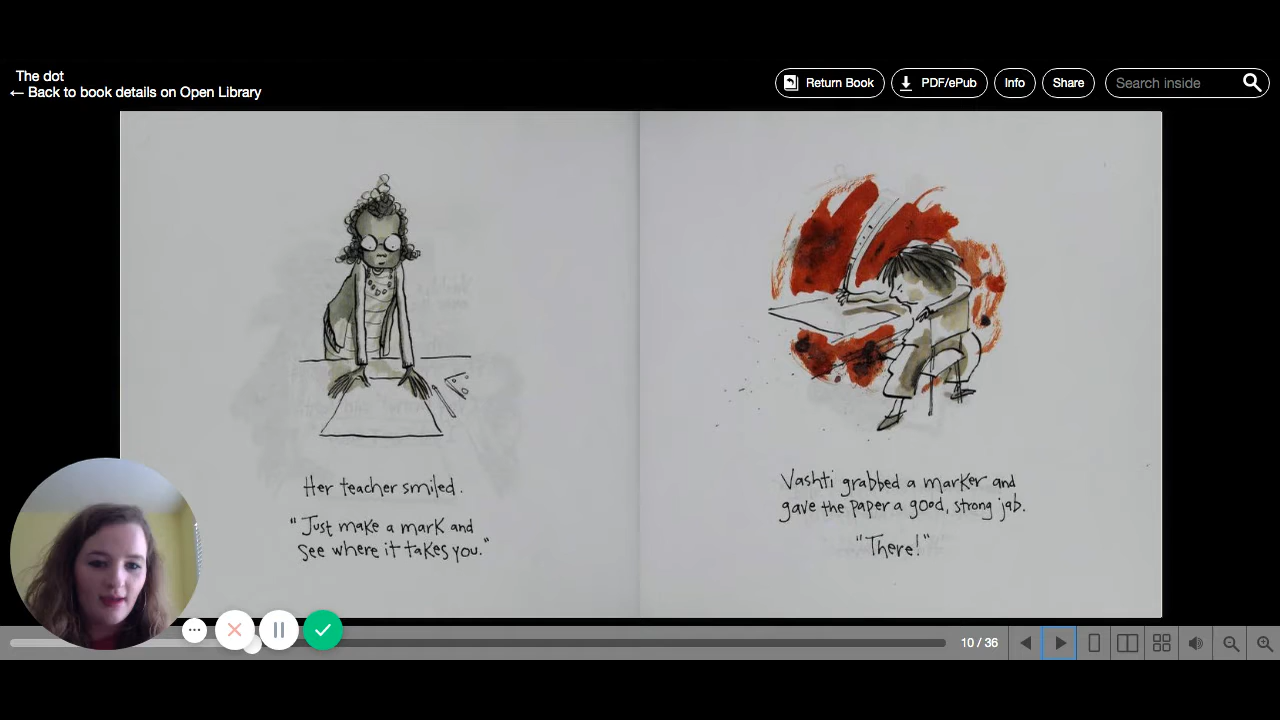 The dot
← Back to book details on Open Library
Return Book
PDF/ePub
Info
Share
Search inside
Her teacher smiled.
"Just make a mark and
see where it takes you."
Vashti grabbed a marker and
gave the paper a good, strong jab.
"There!"
10 / 36